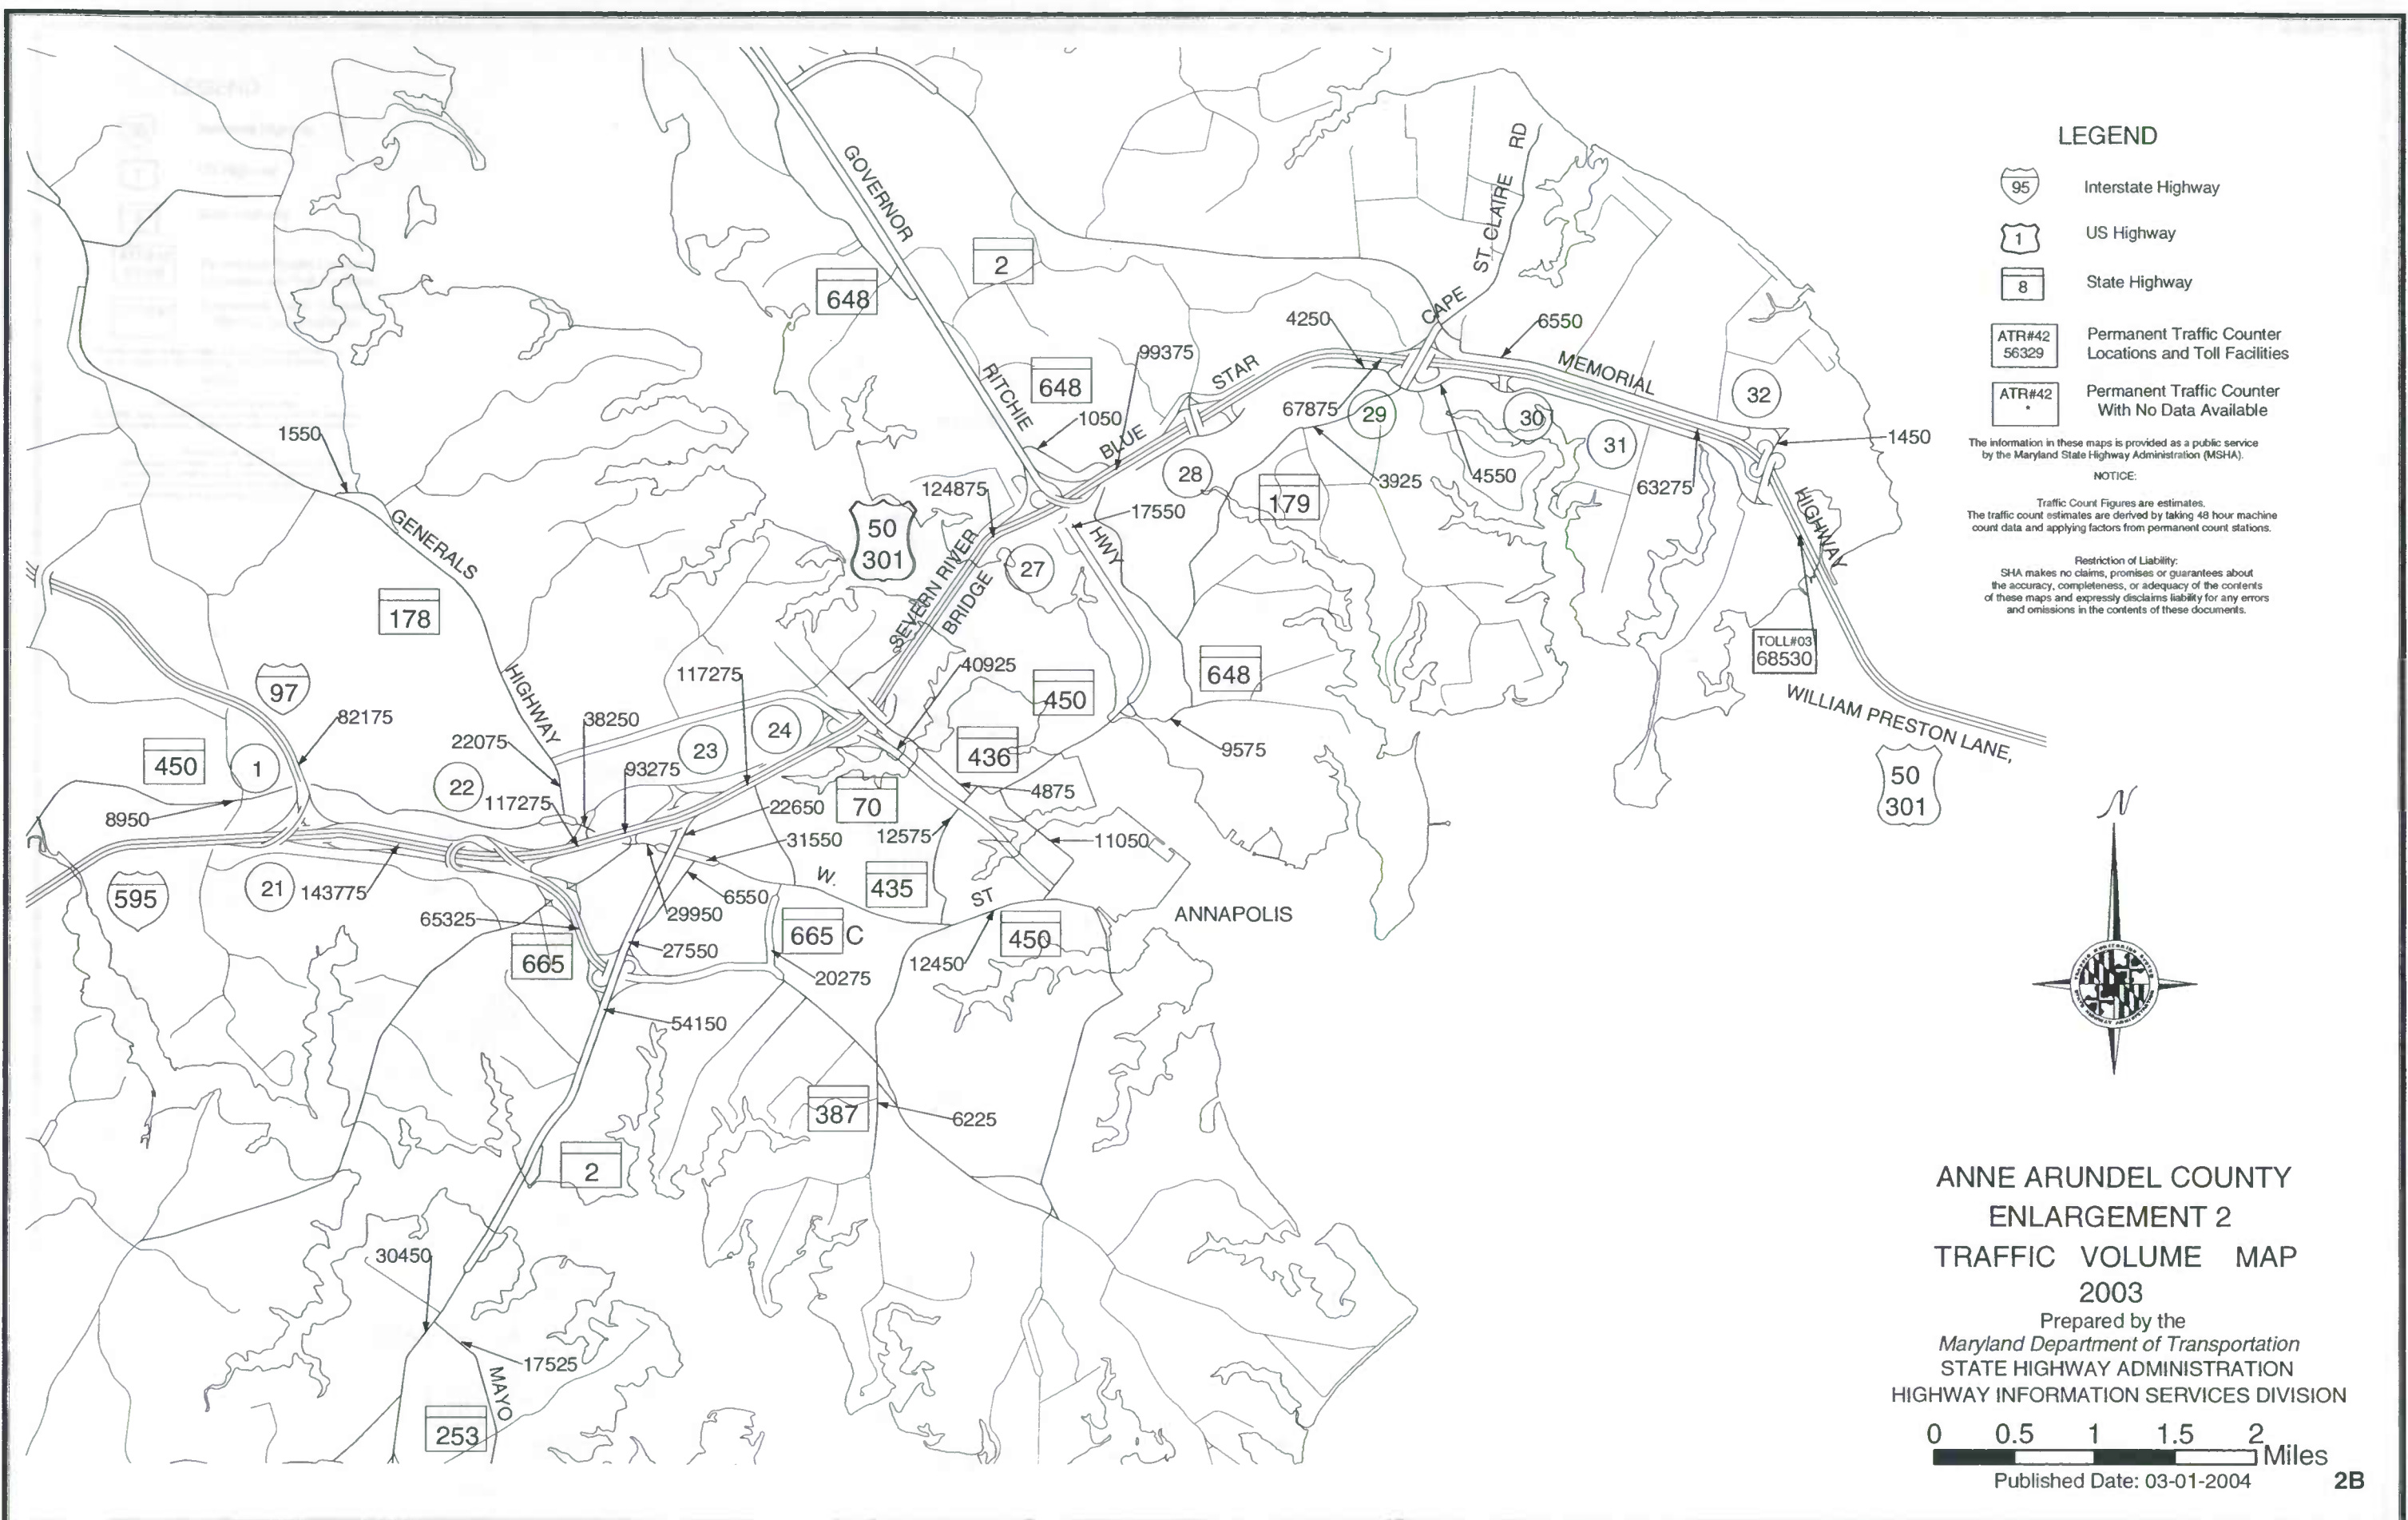 GOVERNOR
RITCHIE
HWY
2
648
648
ST. CLAIRE RD
CAPE
4250
6550
99375
STAR
MEMORIAL
1050
BLUE
67875
29
30
32
31
1450
1550
28
179
3925
4550
63275
124875
17550
HIGHWAY
GENERALS
HIGHWAY
50
301
27
SEVERN RIVER
BRIDGE
178
TOLL#03
68530
WILLIAM PRESTON LANE,
97
117275
40925
450
648
82175
38250
24
23
22075
436
9575
450
1
22
93275
117275
70
4875
50
301
8950
22650
31550
12575
11050
21
143775
595
6550
29950
W.
ST
435
ANNAPOLIS
65325
665
27550
665 C
20275
12450
450
54150
387
6225
2
30450
17525
MAYO
253
LEGEND
95
Interstate Highway
1
US Highway
8
State Highway
ATR#42
56329
Permanent Traffic Counter
Locations and Toll Facilities
ATR#42
*
Permanent Traffic Counter
With No Data Available
The information in these maps is provided as a public service
by the Maryland State Highway Administration (MSHA).
NOTICE:
Traffic Count Figures are estimates.
The traffic count estimates are derived by taking 48 hour machine
count data and applying factors from permanent count stations.
Restriction of Liability:
SHA makes no claims, promises or guarantees about
the accuracy, completeness, or adequacy of the contents
of these maps and expressly disclaims liability for any errors
and omissions in the contents of these documents.
N
ANNE ARUNDEL COUNTY
ENLARGEMENT 2
TRAFFIC VOLUME MAP
2003
Prepared by the
Maryland Department of Transportation
STATE HIGHWAY ADMINISTRATION
HIGHWAY INFORMATION SERVICES DIVISION
0 0.5 1 1.5 2
Miles
Published Date: 03-01-2004
2B